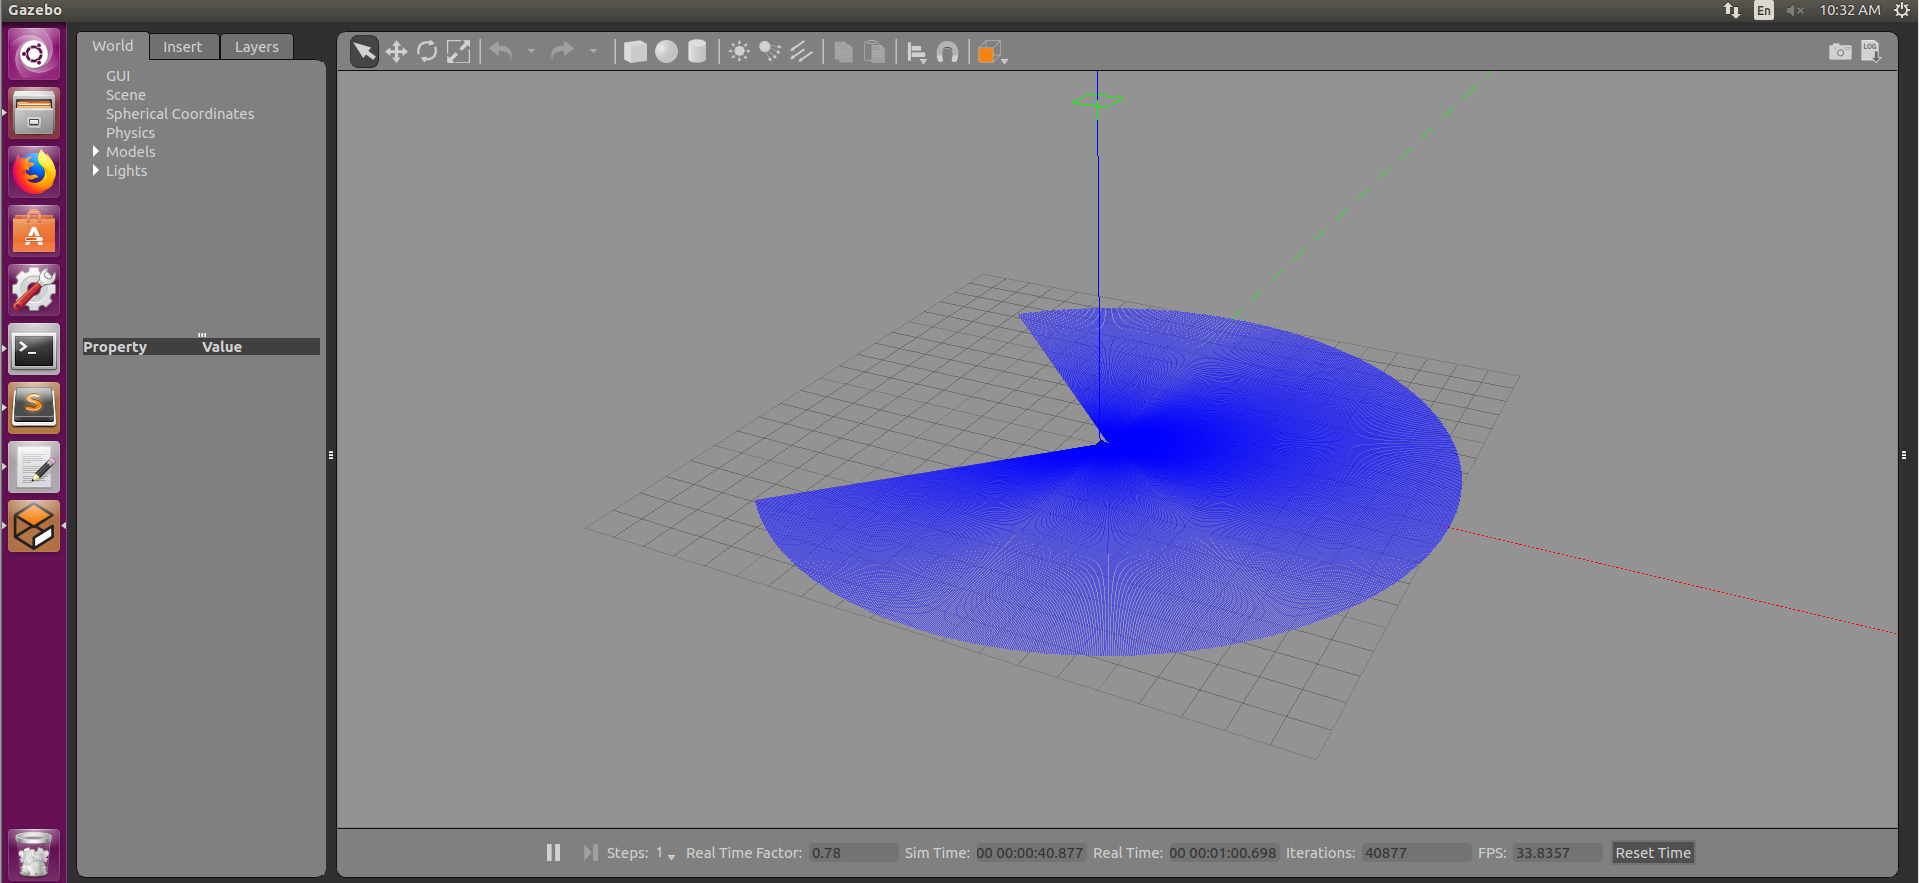 Gazebo
En
10:32 AM
World Insert Layers
GUI
Scene
Spherical Coordinates
Physics
Models
Lights
Property Value
LOG
Steps: 1 Real Time Factor: 0.78 Sim Time: 00 00:00:40.877 Real Time: 00 00:01:00.698 Iterations: 40877 FPS: 33.8357 Reset Time